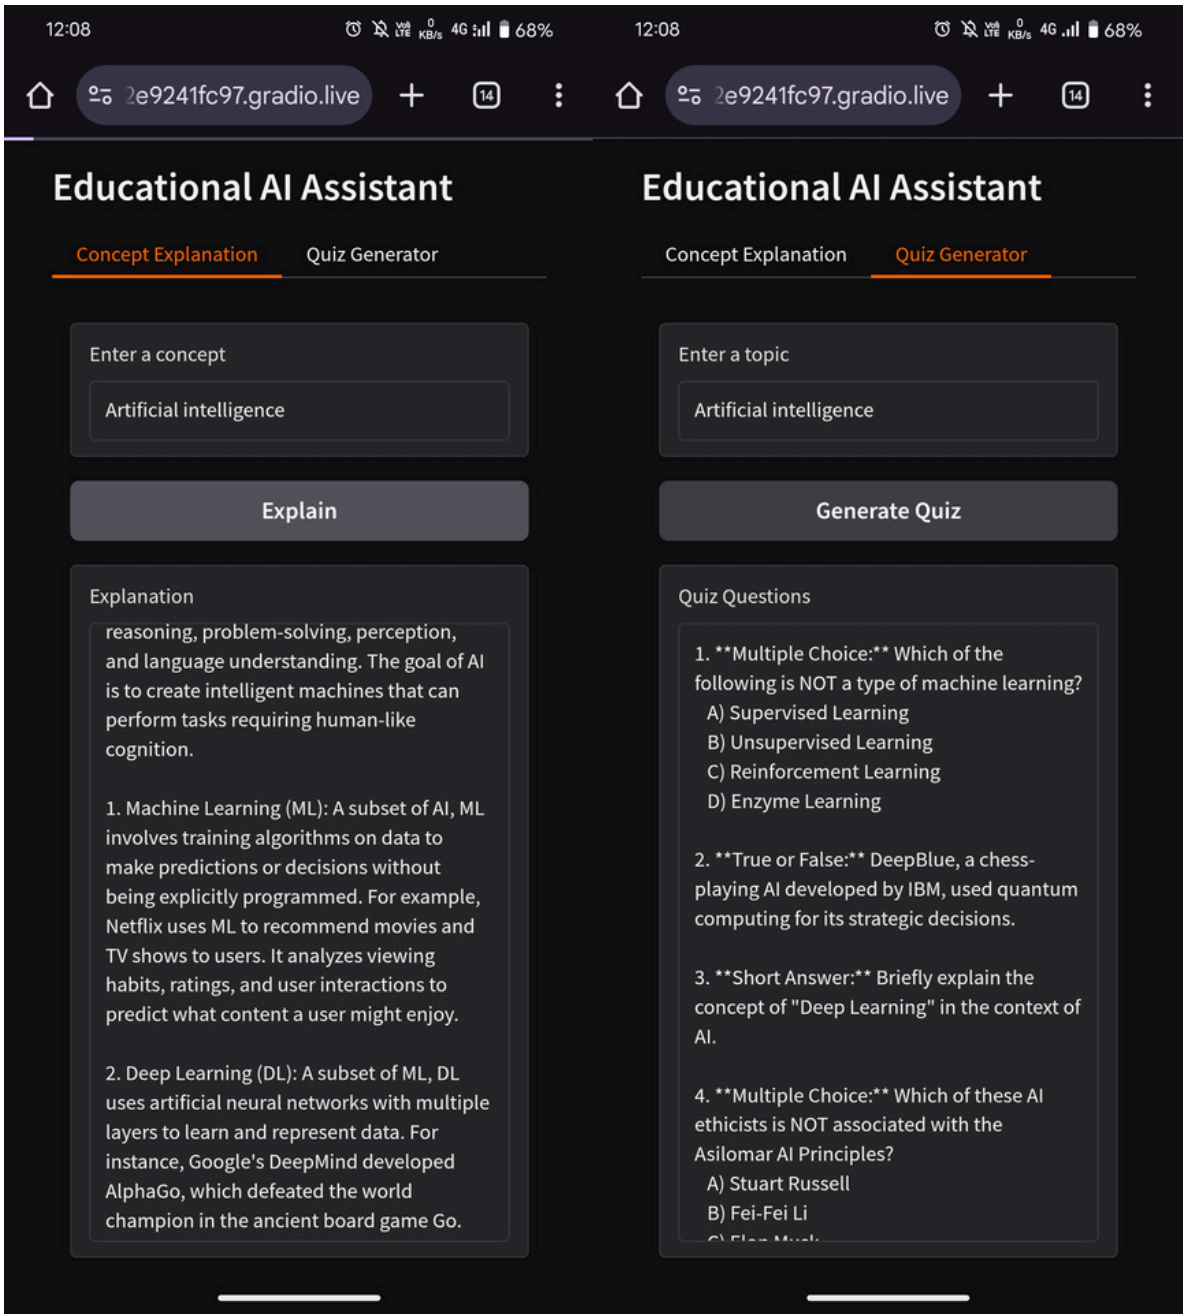 12:08
VoLTE 0 KB/s 4G 68%
2e9241fc97.gradio.live
14
Educational AI Assistant
Concept Explanation Quiz Generator
Enter a concept
Artificial intelligence
Explain
Explanation
reasoning, problem-solving, perception,
and language understanding. The goal of AI
is to create intelligent machines that can
perform tasks requiring human-like
cognition.
1. Machine Learning (ML): A subset of AI, ML
involves training algorithms on data to
make predictions or decisions without
being explicitly programmed. For example,
Netflix uses ML to recommend movies and
TV shows to users. It analyzes viewing
habits, ratings, and user interactions to
predict what content a user might enjoy.
2. Deep Learning (DL): A subset of ML, DL
uses artificial neural networks with multiple
layers to learn and represent data. For
instance, Google's DeepMind developed
AlphaGo, which defeated the world
champion in the ancient board game Go.
12:08
VoLTE 0 KB/s 4G 68%
2e9241fc97.gradio.live
14
Educational AI Assistant
Concept Explanation Quiz Generator
Enter a topic
Artificial intelligence
Generate Quiz
Quiz Questions
1. **Multiple Choice:** Which of the
following is NOT a type of machine learning?
A) Supervised Learning
B) Unsupervised Learning
C) Reinforcement Learning
D) Enzyme Learning
2. **True or False:** DeepBlue, a chess-
playing AI developed by IBM, used quantum
computing for its strategic decisions.
3. **Short Answer:** Briefly explain the
concept of "Deep Learning" in the context of
AI.
4. **Multiple Choice:** Which of these AI
ethicists is NOT associated with the
Asilomar AI Principles?
A) Stuart Russell
B) Fei-Fei Li
C) Elon Musk